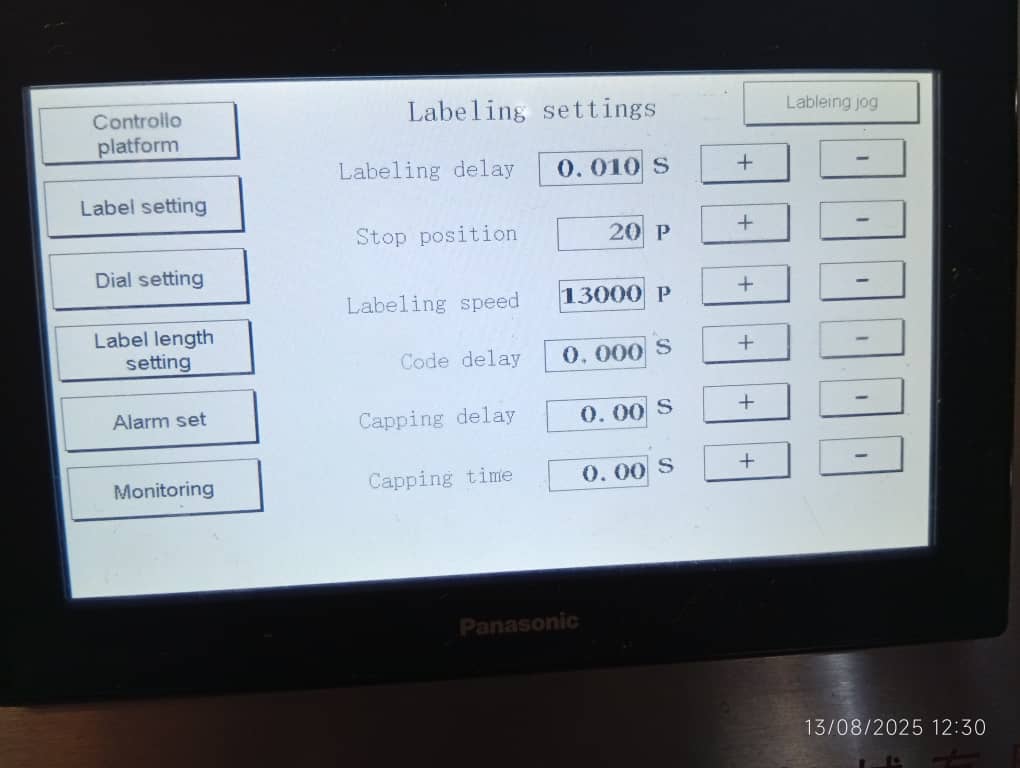 Labeling settings
Lableing jog
Controllo
platform
Label setting
Dial setting
Label length
setting
Alarm set
Monitoring
Labeling delay 0.010 S + -
Stop position 20 P + -
Labeling speed 13000 P + -
Code delay 0.000 S + -
Capping delay 0.00 S + -
Capping time 0.00 S + -
Panasonic
13/08/2025 12:30